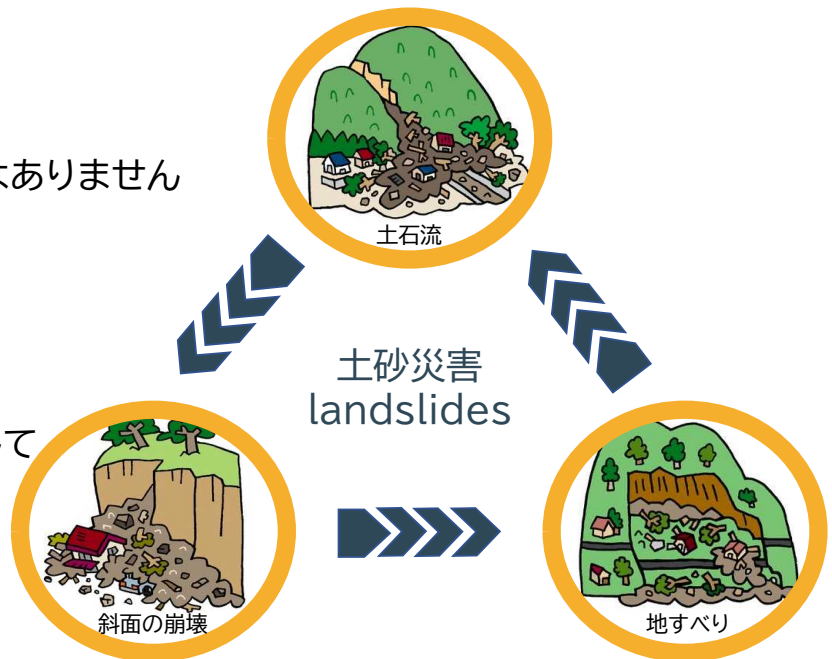 はありません
土石流
土砂災害
landslides
て
斜面の崩壊
地すべり